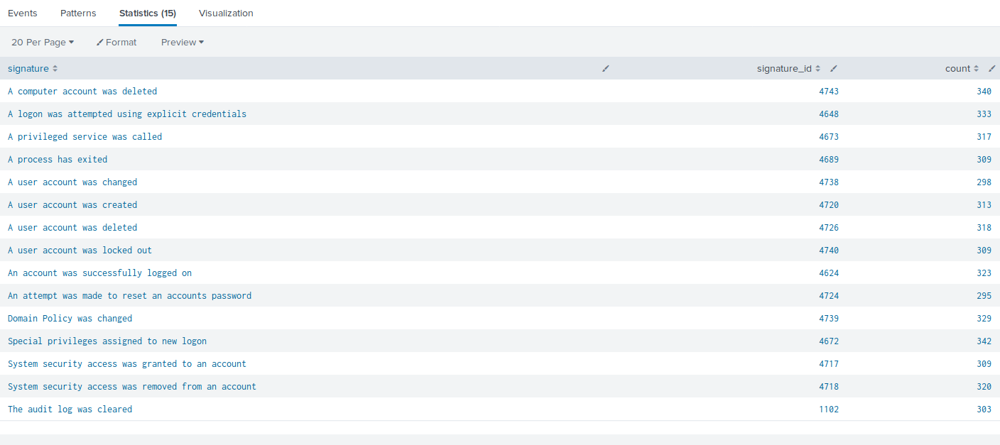 Events Patterns Statistics (15) Visualization
20 Per Page Format Preview
signature signature_id count
A computer account was deleted 4743 340
A logon was attempted using explicit credentials 4648 333
A privileged service was called 4673 317
A process has exited 4689 309
A user account was changed 4738 298
A user account was created 4720 313
A user account was deleted 4726 318
A user account was locked out 4740 309
An account was successfully logged on 4624 323
An attempt was made to reset an accounts password 4724 295
Domain Policy was changed 4739 329
Special privileges assigned to new logon 4672 342
System security access was granted to an account 4717 309
System security access was removed from an account 4718 320
The audit log was cleared 1102 303